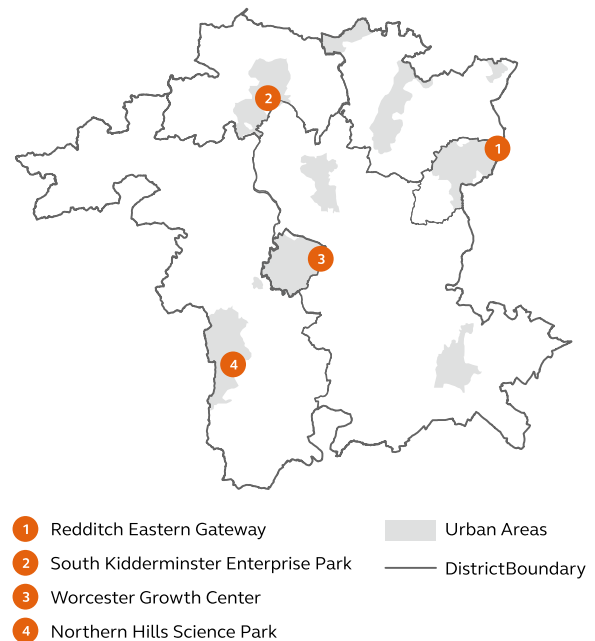 2
1
3
4
1 Redditch Eastern Gateway
2 South Kidderminster Enterprise Park
3 Worcester Growth Center
4 Northern Hills Science Park
Urban Areas
DistrictBoundary